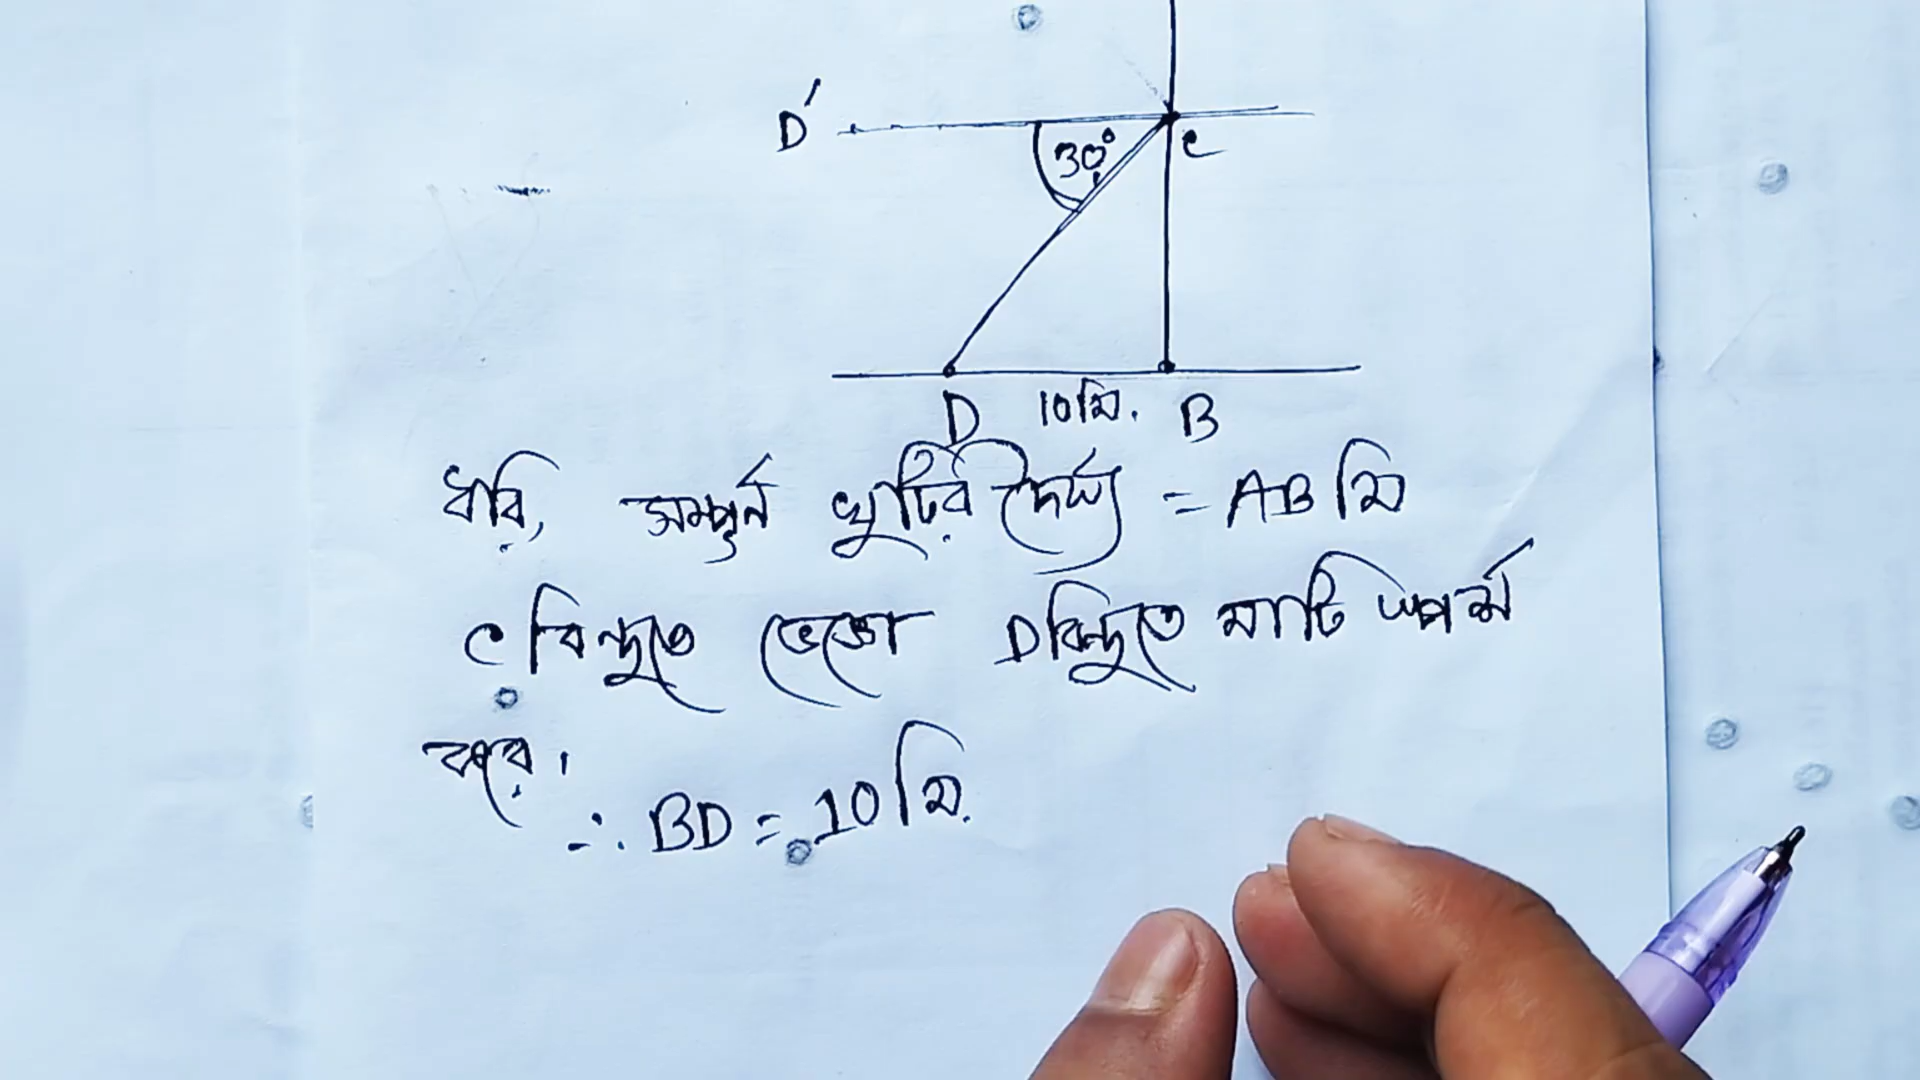 D′
30°
C
D 10মি. B
ধরি, সম্পূর্ন খুটির দৈর্ঘ্য = AB মি
C বিন্দুতে ভেঙ্গে D বিন্দুতে মাটি স্পর্শ
করে।
∴ BD = 10 মি.